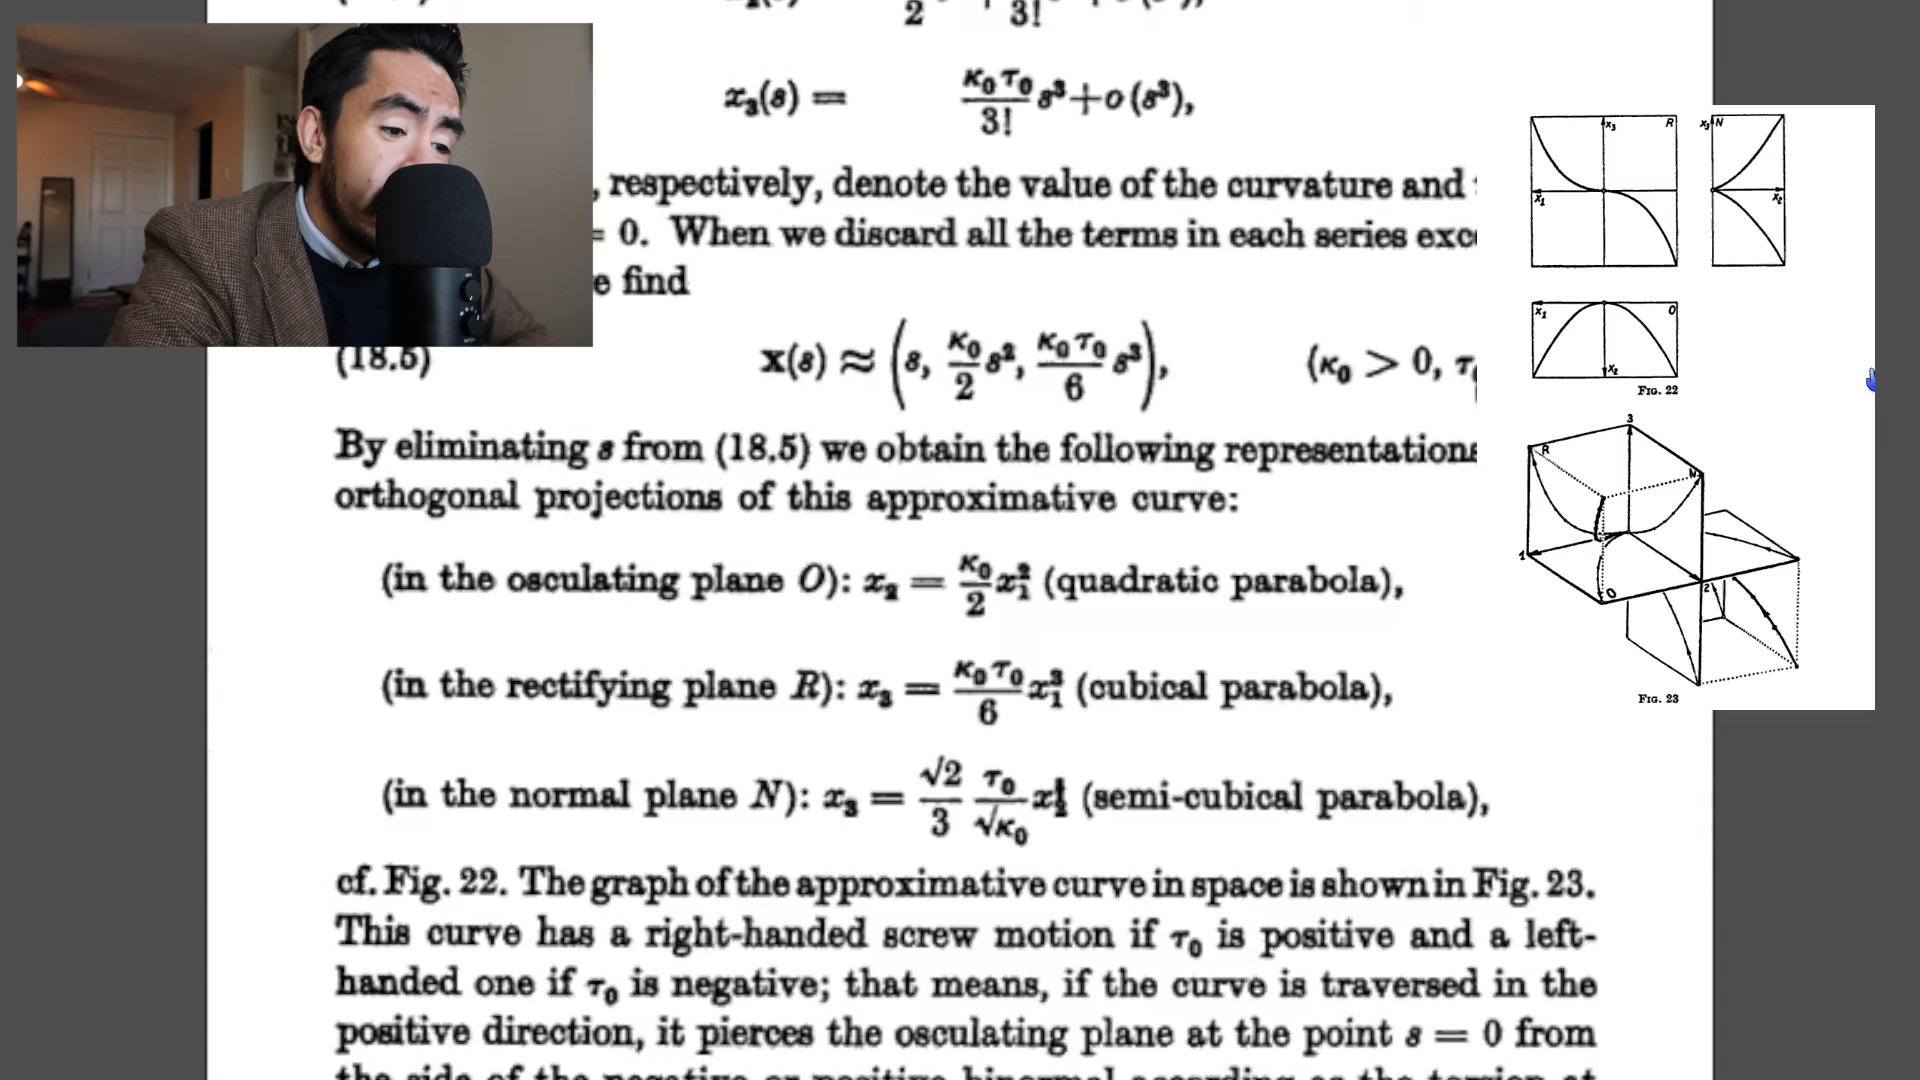 x₃(s) = κ₀τ₀/3! s³+o(s³),
, respectively, denote the value of the curvature and
= 0. When we discard all the terms in each series exc
e find
(18.5) x(s) ≈ (s, κ₀/2 s², κ₀τ₀/6 s³), (κ₀ > 0, τ
By eliminating s from (18.5) we obtain the following representations
orthogonal projections of this approximative curve:
(in the osculating plane O): x₂ = κ₀/2 x₁² (quadratic parabola),
(in the rectifying plane R): x₃ = κ₀τ₀/6 x₁³ (cubical parabola),
(in the normal plane N): x₃ = √2/3 τ₀/√κ₀ (semi-cubical parabola),
cf. Fig. 22. The graph of the approximative curve in space is shown in Fig. 23.
This curve has a right-handed screw motion if τ₀ is positive and a left-
handed one if τ₀ is negative; that means, if the curve is traversed in the
positive direction, it pierces the osculating plane at the point s = 0 from
x₃ R
x₁
x₃ N
x₂
x₁ O
x₂
FIG. 22
3
R
N
1
O
2
FIG. 23